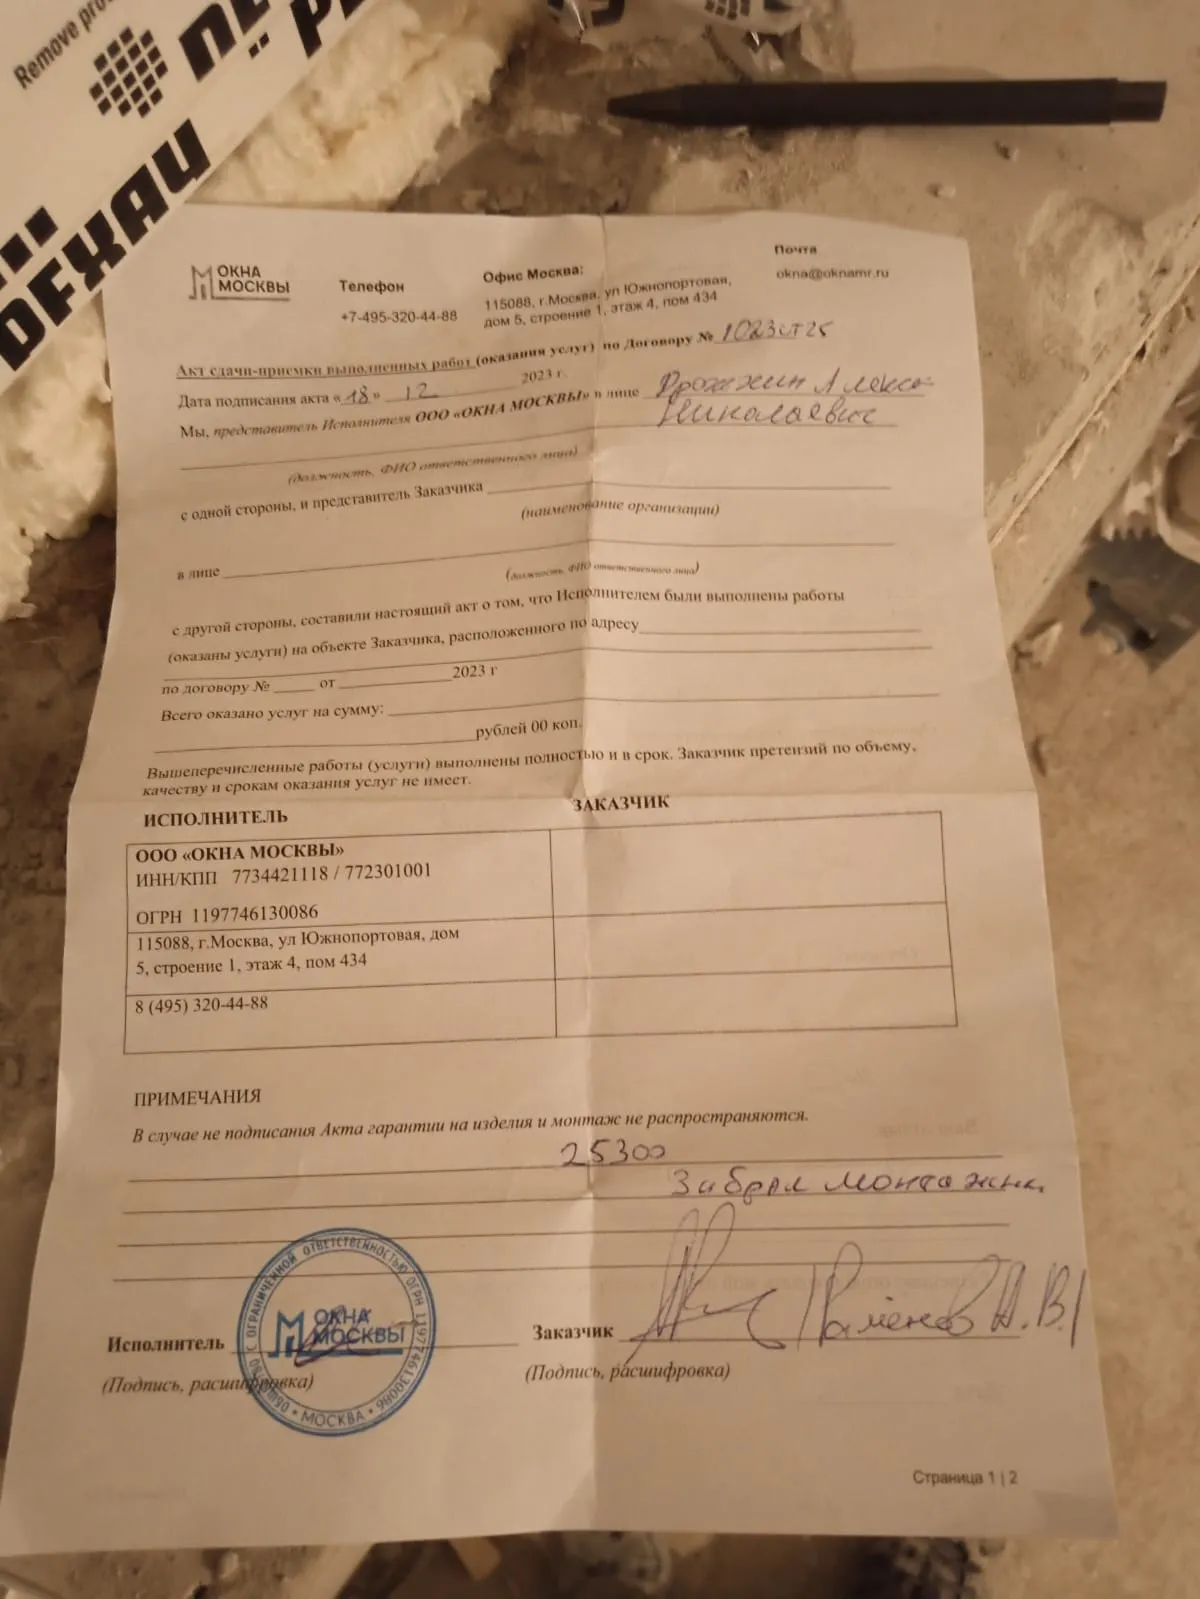 Remove pro
ОКНА
МОСКВЫ
Телефон
+7-495-320-44-88
Офис Москва:
115088, г.Москва, ул Южнопортовая,
дом 5, строение 1, этаж 4, пом 434
Почта
okna@oknamr.ru
Акт сдачи-приемки выполненных работ (оказания услуг) по Договору № 1023ст25
Дата подписания акта «18» 12 2023 г.
Мы, представитель Исполнителя ООО «ОКНА МОСКВЫ» в лице
Николаевич
(должность, ФИО ответственного лица)
с одной стороны, и представитель Заказчика
(наименование организации)
в лице
(должность, ФИО ответственного лица)
с другой стороны, составили настоящий акт о том, что Исполнителем были выполнены работы
(оказаны услуги) на объекте Заказчика, расположенного по адресу
по договору № от 2023 г
Всего оказано услуг на сумму:
рублей 00 коп.
Вышеперечисленные работы (услуги) выполнены полностью и в срок. Заказчик претензий по объему,
качеству и срокам оказания услуг не имеет.
ИСПОЛНИТЕЛЬ
ЗАКАЗЧИК
ООО «ОКНА МОСКВЫ»
ИНН/КПП 7734421118 / 772301001
ОГРН 1197746130086
115088, г.Москва, ул Южнопортовая, дом
5, строение 1, этаж 4, пом 434
8 (495) 320-44-88
ПРИМЕЧАНИЯ
В случае не подписания Акта гарантии на изделия и монтаж не распространяются.
25300
Забрал монтажник
ОБЩЕСТВО С ОГРАНИЧЕННОЙ ОТВЕТСТВЕННОСТЬЮ ОГРН 1197746130086
ОКНА
МОСКВЫ
• МОСКВА •
Исполнитель
(Подпись, расшифровка)
Заказчик
А.В.
(Подпись, расшифровка)
Страница 1 | 2